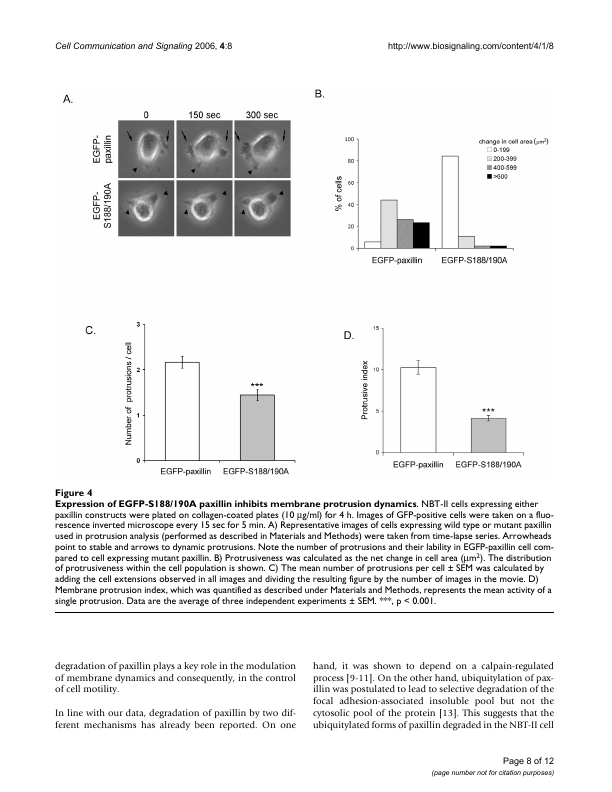 Cell Communication and Signaling 2006, 4:8
http://www.biosignaling.com/content/4/1/8
A.
0 150 sec 300 sec
EGFP-
paxillin
EGFP-
S188/190A
B.
change in cell area (µm²)
0-199
200-399
400-599
>600
% of cells
100
80
60
40
20
0
EGFP-paxillin EGFP-S188/190A
C.
Number of protrusions / cell
3
2
1
0
***
EGFP-paxillin EGFP-S188/190A
D.
Protrusive index
15
10
5
0
***
EGFP-paxillin EGFP-S188/190A
Figure 4
Expression of EGFP-S188/190A paxillin inhibits membrane protrusion dynamics. NBT-II cells expressing either
paxillin constructs were plated on collagen-coated plates (10 µg/ml) for 4 h. Images of GFP-positive cells were taken on a fluo-
rescence inverted microscope every 15 sec for 5 min. A) Representative images of cells expressing wild type or mutant paxillin
used in protrusion analysis (performed as described in Materials and Methods) were taken from time-lapse series. Arrowheads
point to stable and arrows to dynamic protrusions. Note the number of protrusions and their lability in EGFP-paxillin cell com-
pared to cell expressing mutant paxillin. B) Protrusiveness was calculated as the net change in cell area (µm²). The distribution
of protrusiveness within the cell population is shown. C) The mean number of protrusions per cell ± SEM was calculated by
adding the cell extensions observed in all images and dividing the resulting figure by the number of images in the movie. D)
Membrane protrusion index, which was quantified as described under Materials and Methods, represents the mean activity of a
single protrusion. Data are the average of three independent experiments ± SEM. ***, p < 0.001.
degradation of paxillin plays a key role in the modulation
of membrane dynamics and consequently, in the control
of cell motility.
In line with our data, degradation of paxillin by two dif-
ferent mechanisms has already been reported. On one
hand, it was shown to depend on a calpain-regulated
process [9-11]. On the other hand, ubiquitylation of pax-
illin was postulated to lead to selective degradation of the
focal adhesion-associated insoluble pool but not the
cytosolic pool of the protein [13]. This suggests that the
ubiquitylated forms of paxillin degraded in the NBT-II cell
Page 8 of 12
(page number not for citation purposes)